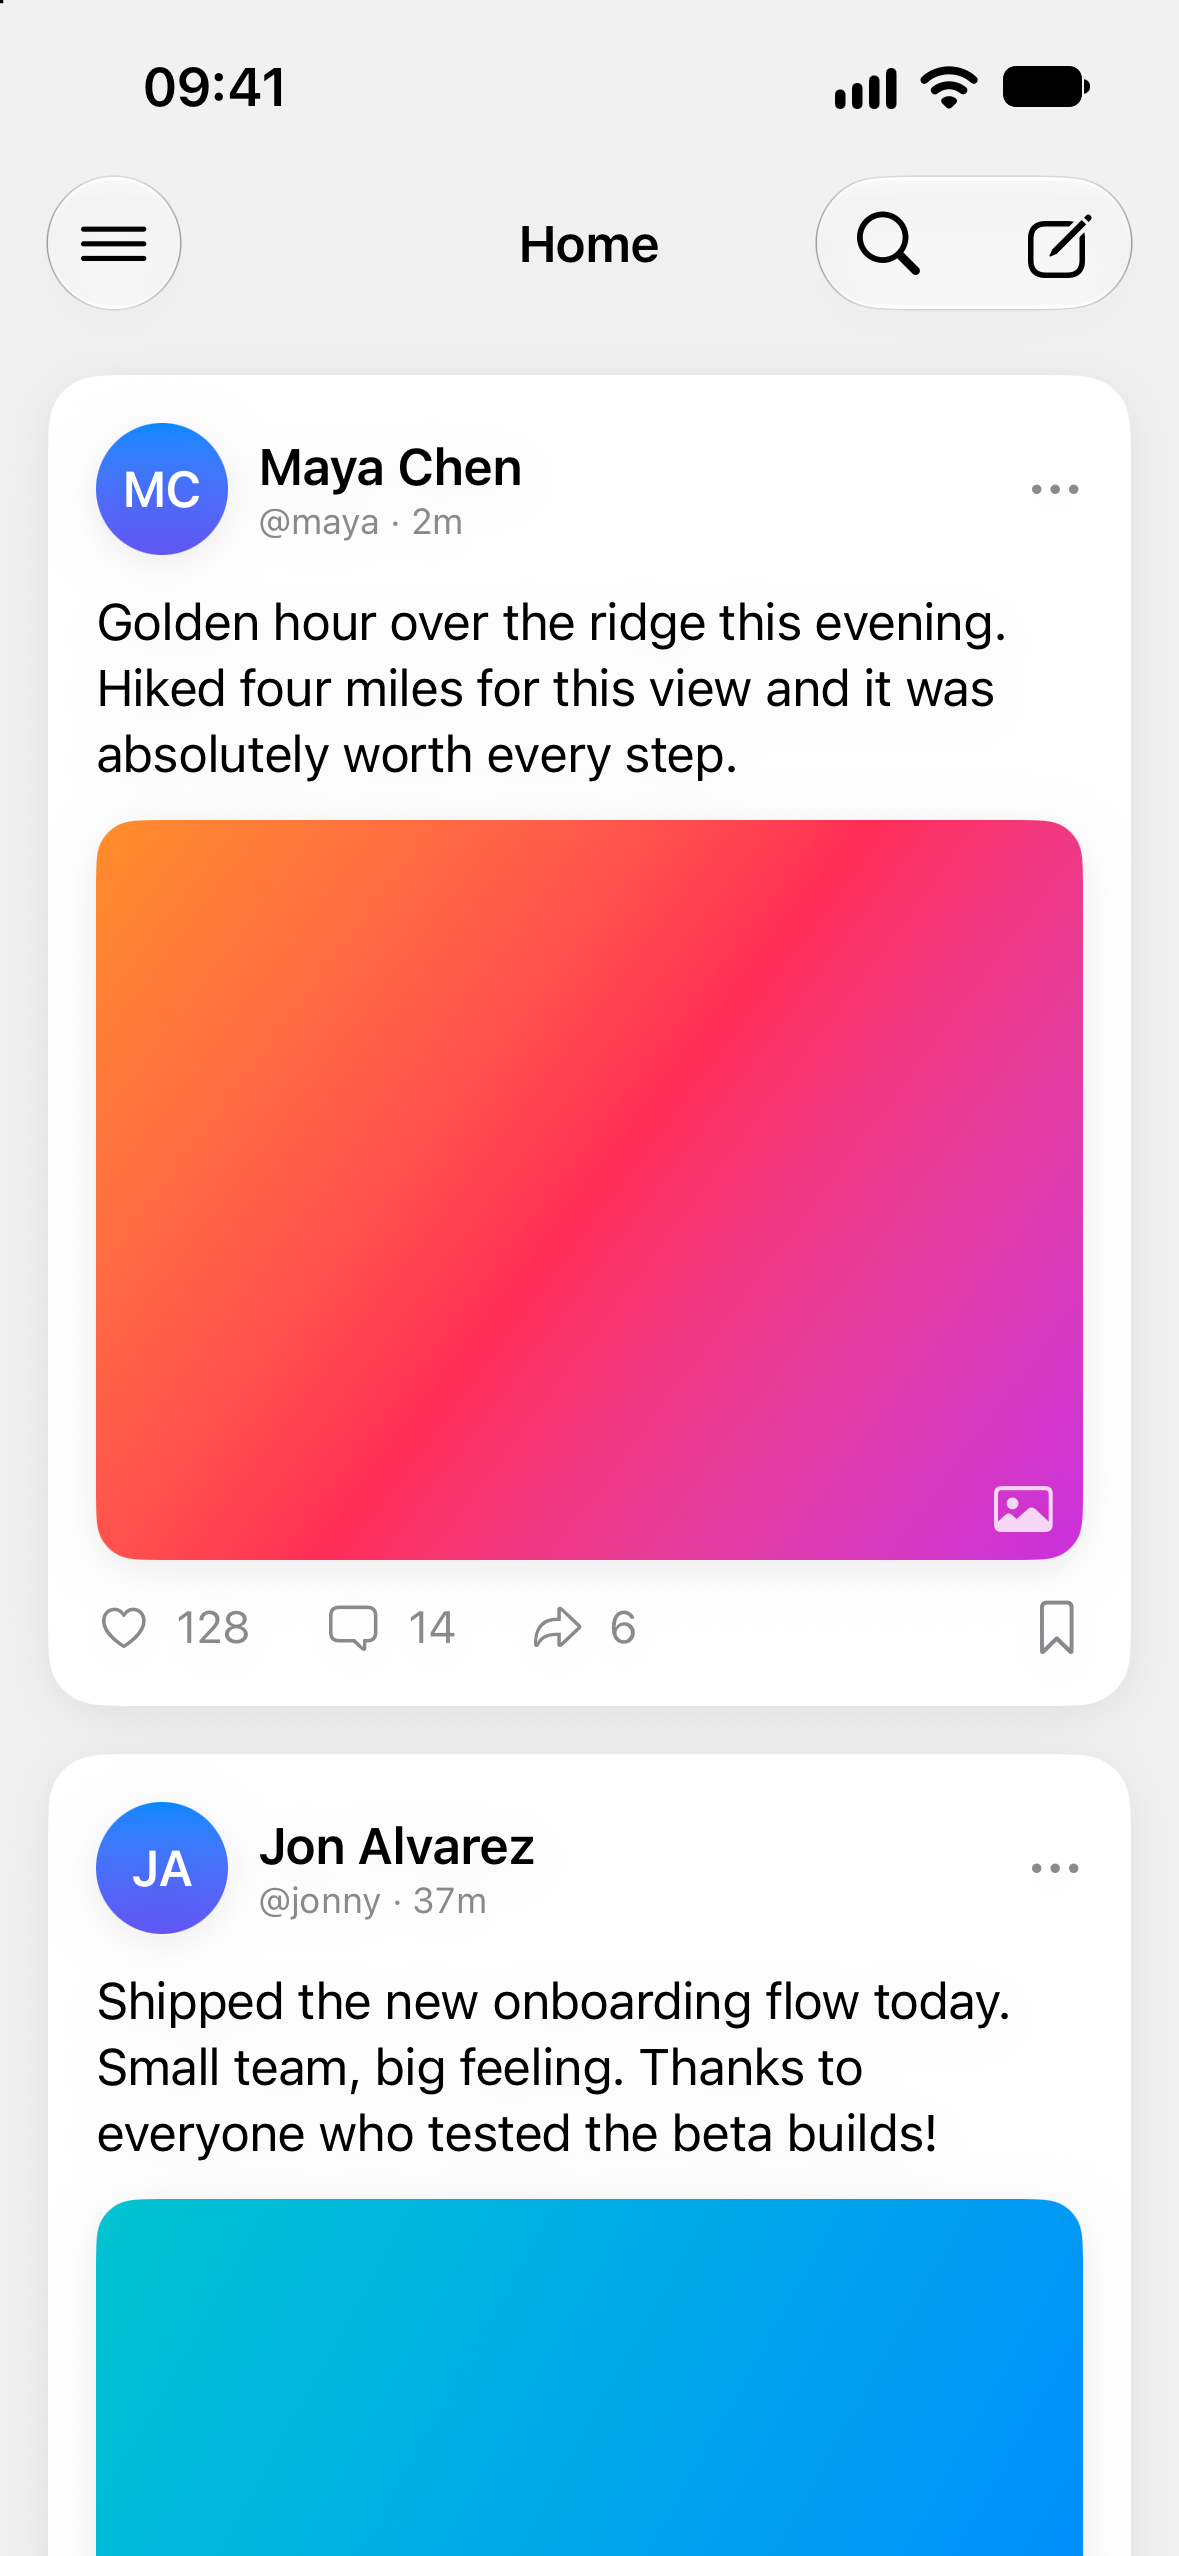 09:41
Home
MC
Maya Chen
@maya · 2m
Golden hour over the ridge this evening.
Hiked four miles for this view and it was
absolutely worth every step.
128 14 6
JA
Jon Alvarez
@jonny · 37m
Shipped the new onboarding flow today.
Small team, big feeling. Thanks to
everyone who tested the beta builds!